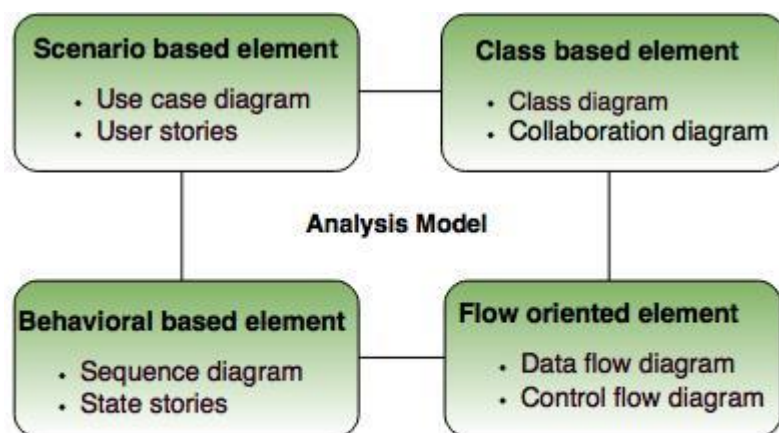 Scenario based element
• Use case diagram
• User stories
Class based element
• Class diagram
• Collaboration diagram
Analysis Model
Behavioral based element
• Sequence diagram
• State stories
Flow oriented element
• Data flow diagram
• Control flow diagram